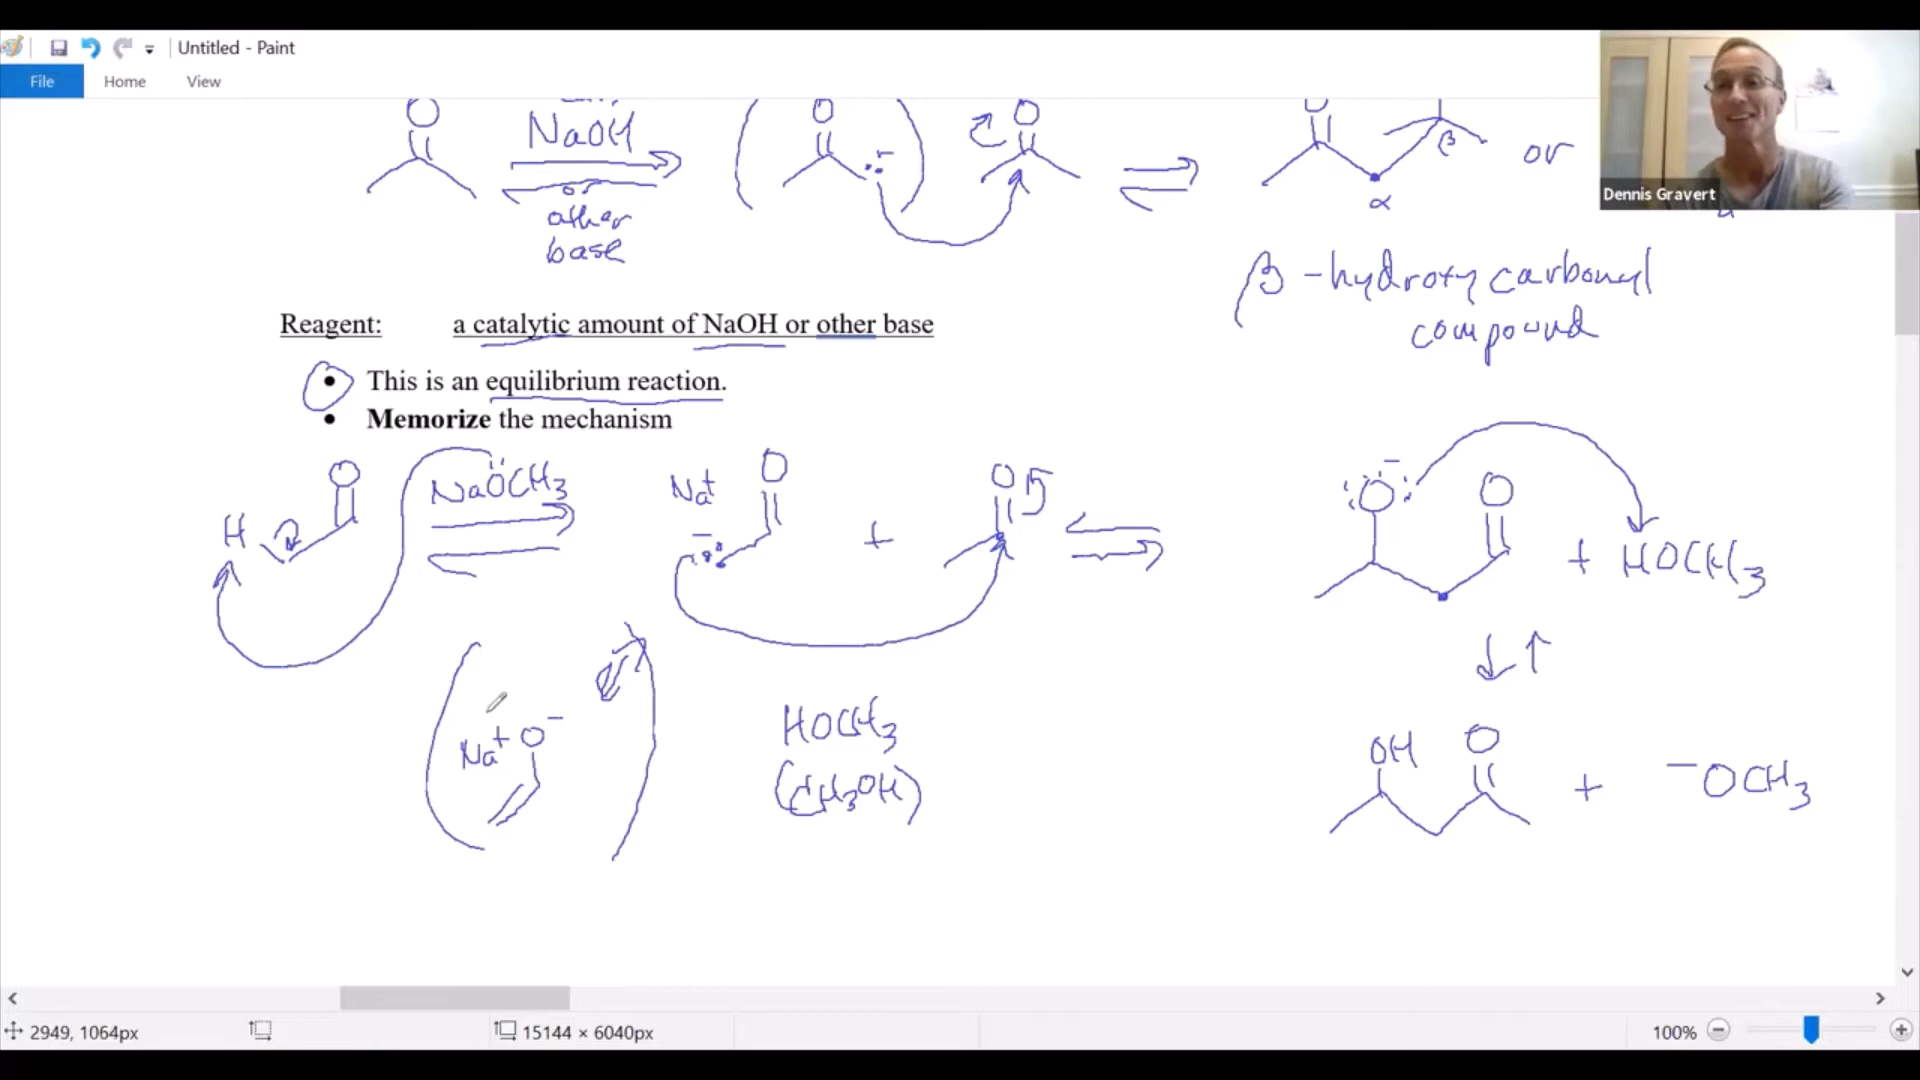 Untitled - Paint
File Home View
O NaOH O O O
β or
or
other
base
α
Dennis Gravert
β-hydroxy carbonyl
compound
Reagent: a catalytic amount of NaOH or other base
• This is an equilibrium reaction.
• Memorize the mechanism
O NaOCH3 Na+ O O O- O
H - + + HOCH3
Na+ O- HOCH3
(CH3OH)
OH O + -OCH3
2949, 1064px 15144 × 6040px 100%